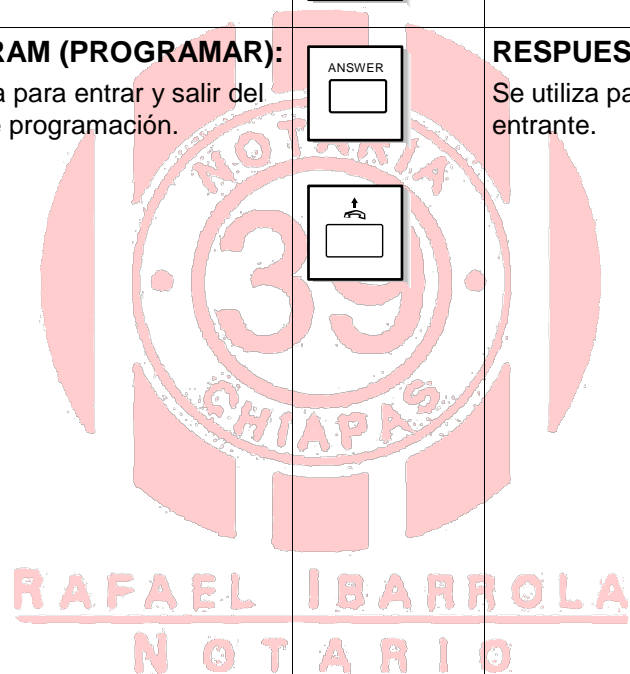 RAM (PROGRAMAR):
a para entrar y salir del
e programación.
ANSWER
RESPUES
Se utiliza pa
entrante.
NOTARIA
39
CHIAPAS
RAFAEL IBARROLA
NOTARIO